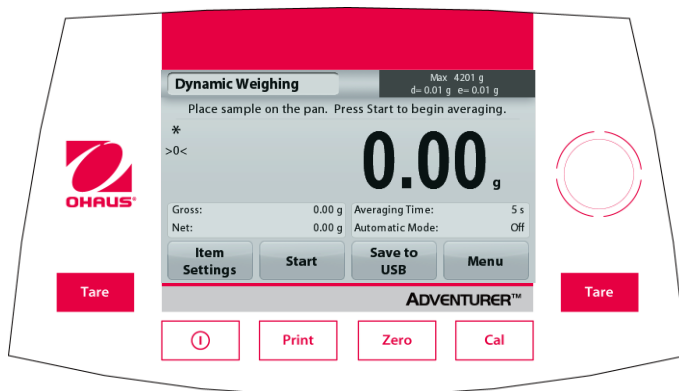 Dynamic Weighing
Max 4201 g
d= 0.01 g e= 0.01 g
Place sample on the pan. Press Start to begin averaging.
*
>0<
0.00 g
OHAUS®
Gross: 0.00 g Averaging Time: 5 s
Net: 0.00 g Automatic Mode: Off
Item Settings
Start
Save to USB
Menu
Tare
ADVENTURER™
Tare
Print
Zero
Cal